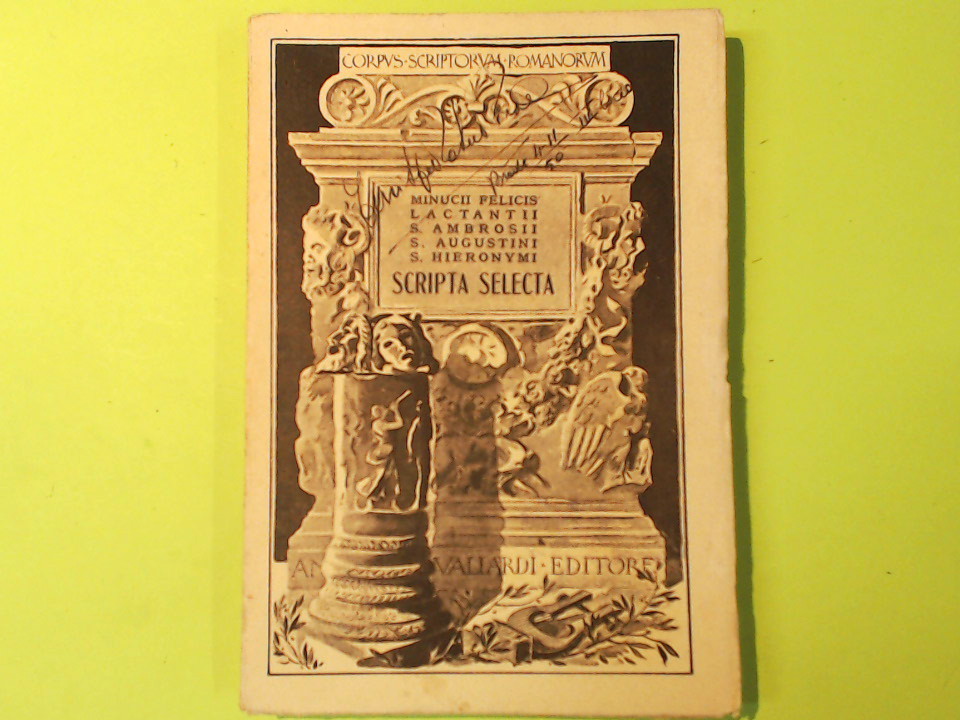 CORPVS·SCRIPTORVM·ROMANORVM
MINUCII FELICIS
LACTANTII
S. AMBROSII
S. AUGUSTINI
S. HIERONYMI
SCRIPTA SELECTA
VALLARDI·EDITORE